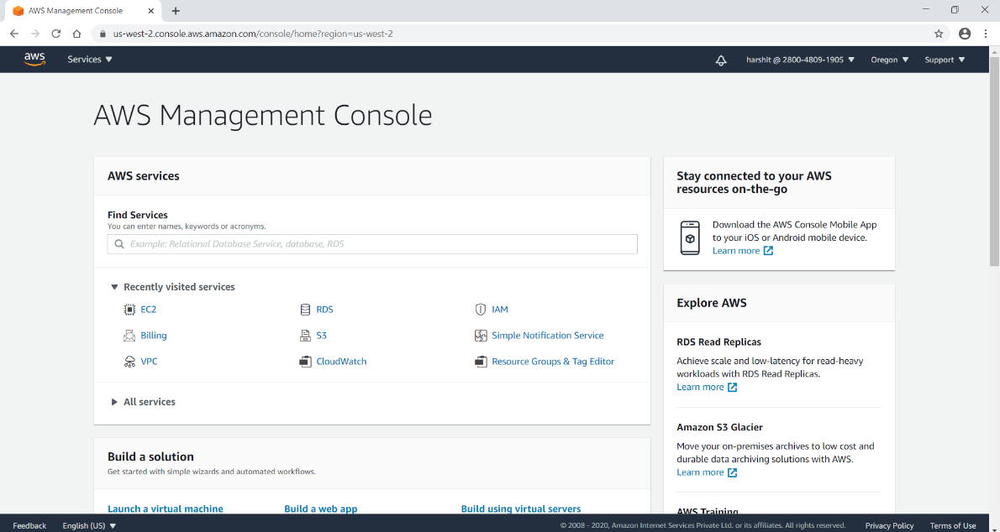 AWS Management Console
us-west-2.console.aws.amazon.com/console/home?region=us-west-2
aws
Services
harshit @ 2800-4809-1905
Oregon
Support
AWS Management Console
AWS services
Find Services
You can enter names, keywords or acronyms.
Example: Relational Database Service, database, RDS
Recently visited services
EC2
RDS
IAM
Billing
S3
Simple Notification Service
VPC
CloudWatch
Resource Groups & Tag Editor
All services
Build a solution
Get started with simple wizards and automated workflows.
Launch a virtual machine
Build a web app
Build using virtual servers
Stay connected to your AWS
resources on-the-go
Download the AWS Console Mobile App
to your iOS or Android mobile device.
Learn more
Explore AWS
RDS Read Replicas
Achieve scale and low-latency for read-heavy
workloads with RDS Read Replicas.
Learn more
Amazon S3 Glacier
Move your on-premises archives to low cost and
durable data archiving solutions with AWS.
Learn more
AWS Training
Feedback
English (US)
© 2008 - 2020, Amazon Internet Services Private Ltd. or its affiliates. All rights reserved.
Privacy Policy
Terms of Use